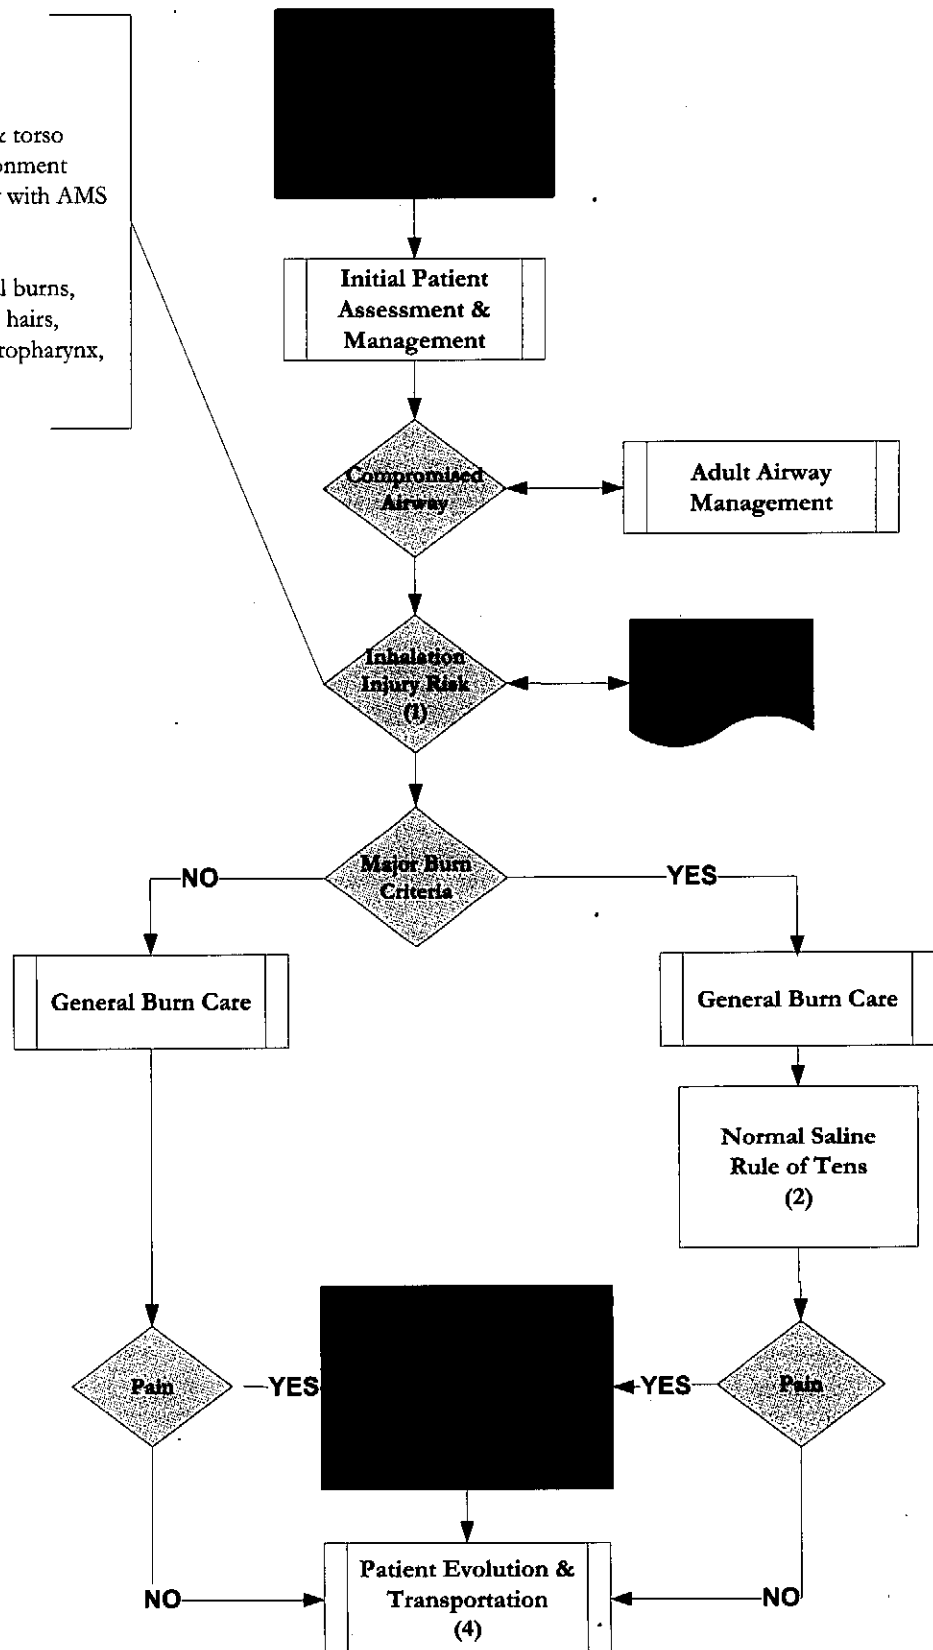 & torso
onment
with AMS
l burns,
hairs,
ropharynx,
Initial Patient
Assessment &
Management
Compromised
Airway
Adult Airway
Management
Inhalation
Injury Risk
(1)
Major Burn
Criteria
NO
YES
General Burn Care
General Burn Care
Normal Saline
Rule of Tens
(2)
Pain
YES
YES
Pain
Patient Evolution &
Transportation
(4)
NO
NO